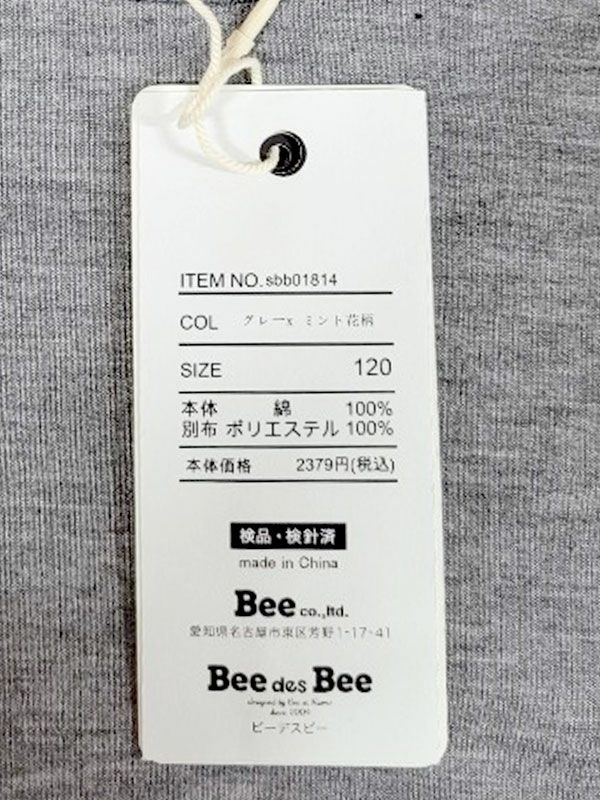 ITEM NO. sbb01814
COL グレーx ミント花柄
SIZE 120
本体 綿 100%
別布 ポリエステル 100%
本体価格 2379円(税込)
検品・検針済
made in China
Bee co.,ltd.
愛知県名古屋市東区芳野1-17-41
Bee des Bee
since 2009
ビーデスビー